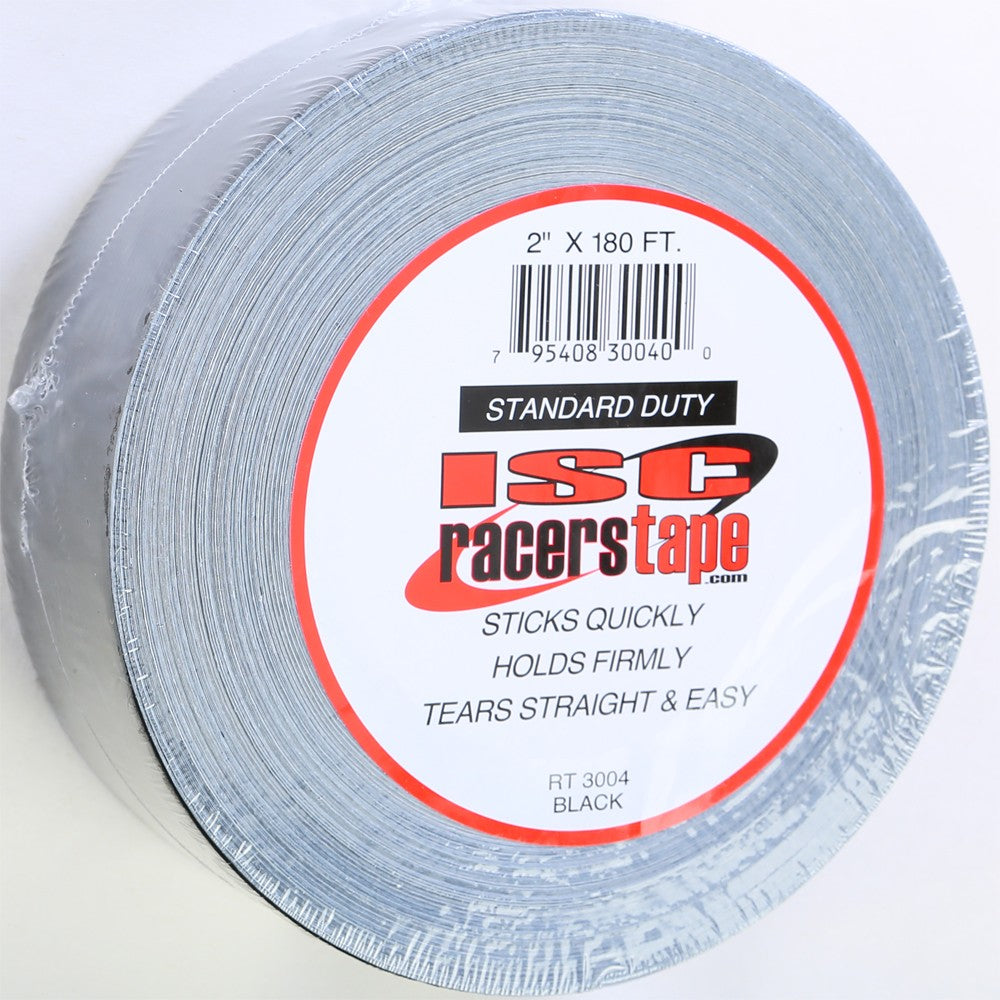 2" X 180 FT.
7 95408 30040 0
STANDARD DUTY
ISC
racerstape
.com
STICKS QUICKLY
HOLDS FIRMLY
TEARS STRAIGHT & EASY
RT 3004
BLACK